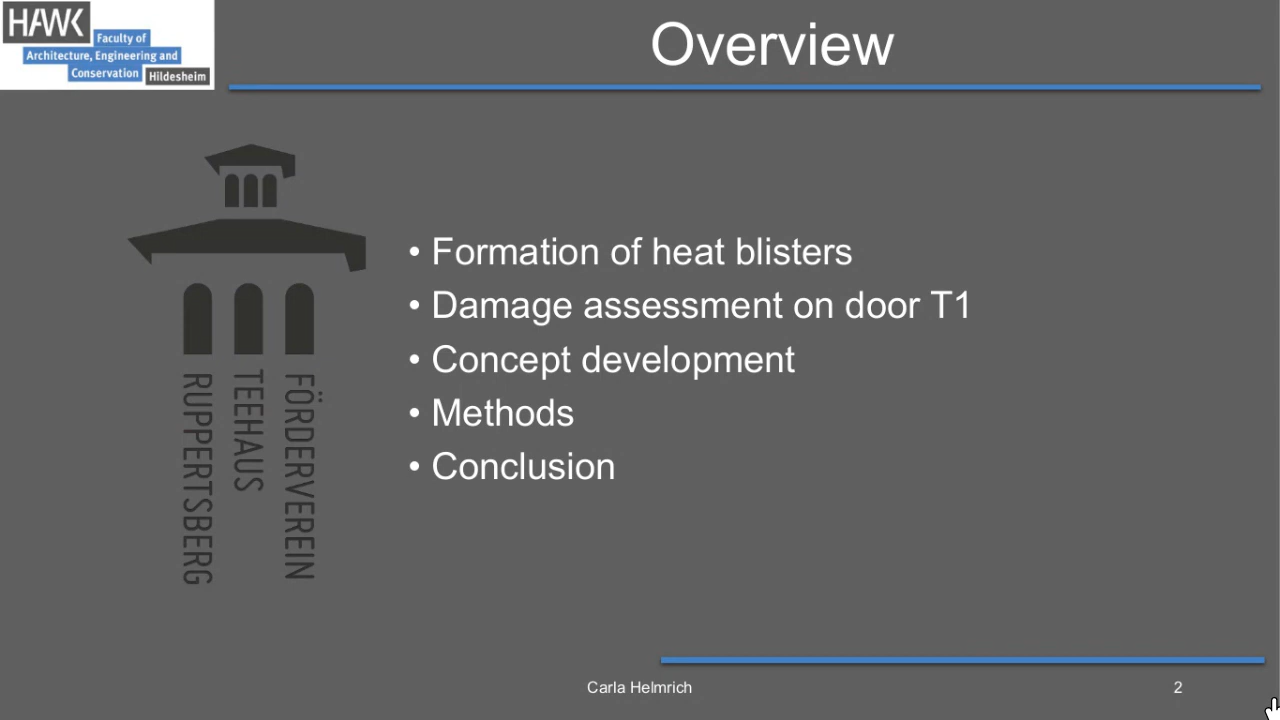 HAWK
Faculty of
Architecture, Engineering and
Conservation
Hildesheim
Overview
FÖRDERVEREIN
TEEHAUS
RUPPERTSBERG
• Formation of heat blisters
• Damage assessment on door T1
• Concept development
• Methods
• Conclusion
Carla Helmrich
2